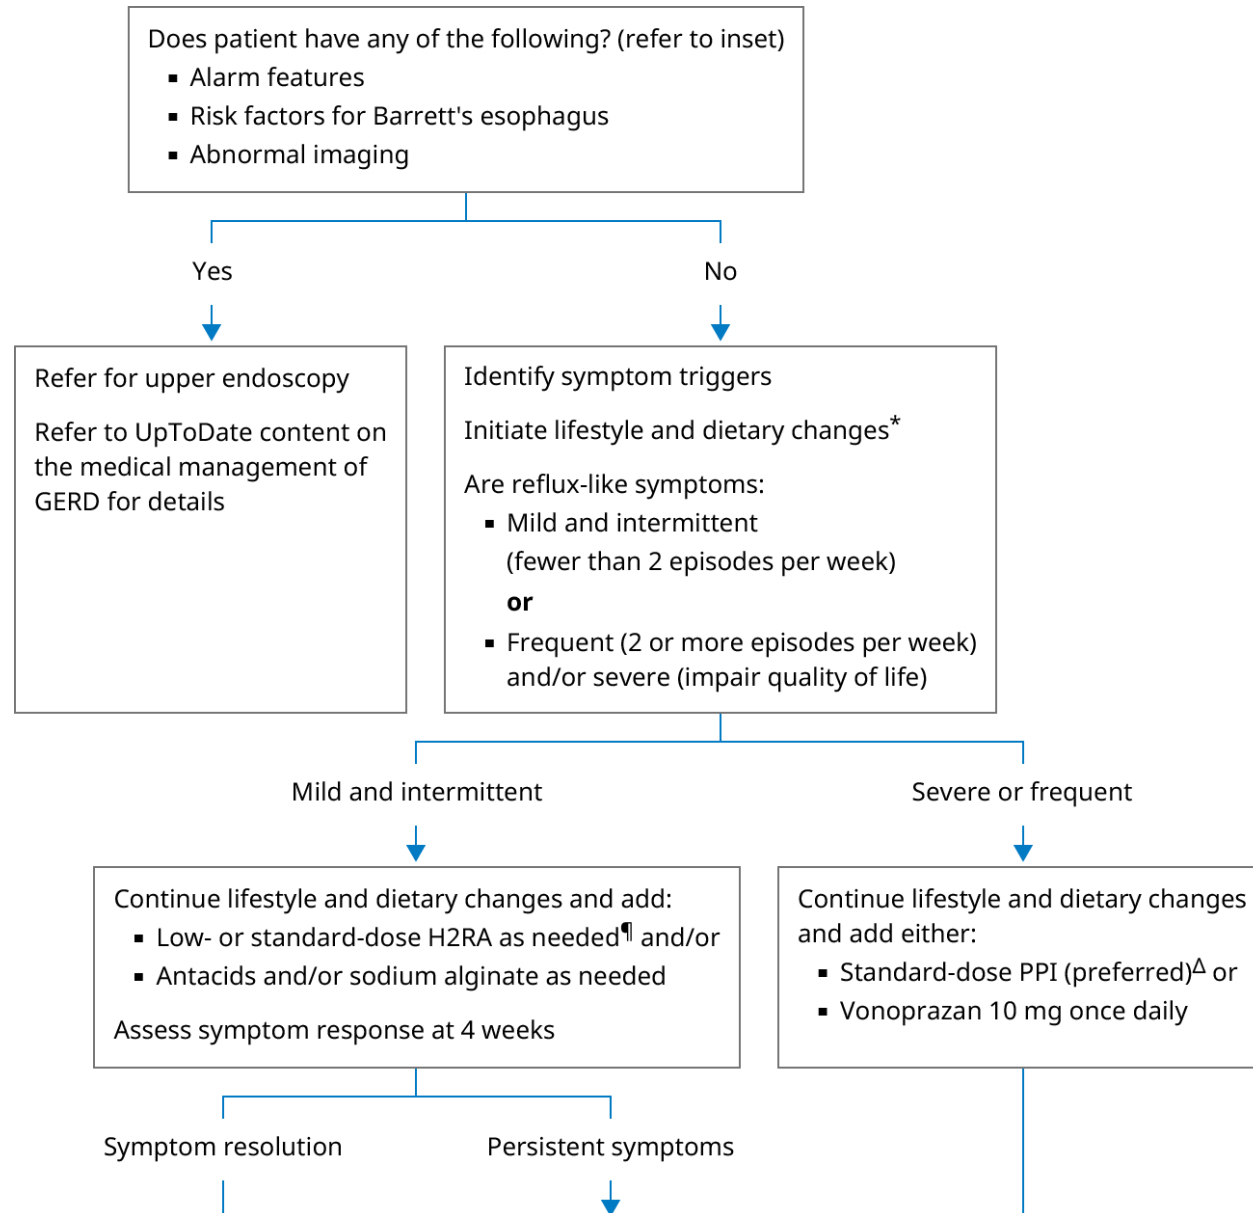 Does patient have any of the following? (refer to inset)
▪ Alarm features
▪ Risk factors for Barrett's esophagus
▪ Abnormal imaging
Yes
No
Refer for upper endoscopy
Refer to UpToDate content on
the medical management of
GERD for details
Identify symptom triggers
Initiate lifestyle and dietary changes*
Are reflux-like symptoms:
▪ Mild and intermittent
(fewer than 2 episodes per week)
or
▪ Frequent (2 or more episodes per week)
and/or severe (impair quality of life)
Mild and intermittent
Severe or frequent
Continue lifestyle and dietary changes and add:
▪ Low- or standard-dose H2RA as needed¶ and/or
▪ Antacids and/or sodium alginate as needed
Assess symptom response at 4 weeks
Continue lifestyle and dietary changes
and add either:
▪ Standard-dose PPI (preferred)Δ or
▪ Vonoprazan 10 mg once daily
Symptom resolution
Persistent symptoms